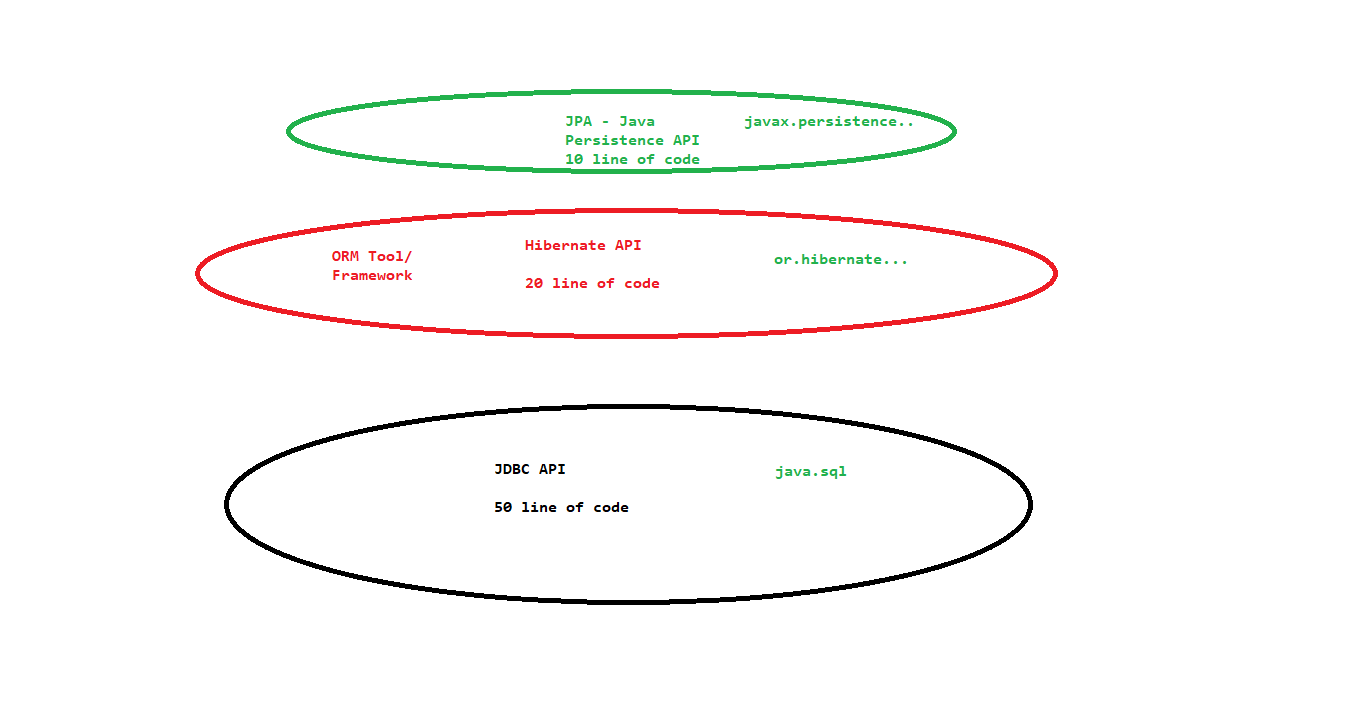 JPA - Java
Persistence API
10 line of code
javax.persistence..
ORM Tool/
Framework
Hibernate API
20 line of code
or.hibernate...
JDBC API
50 line of code
java.sql